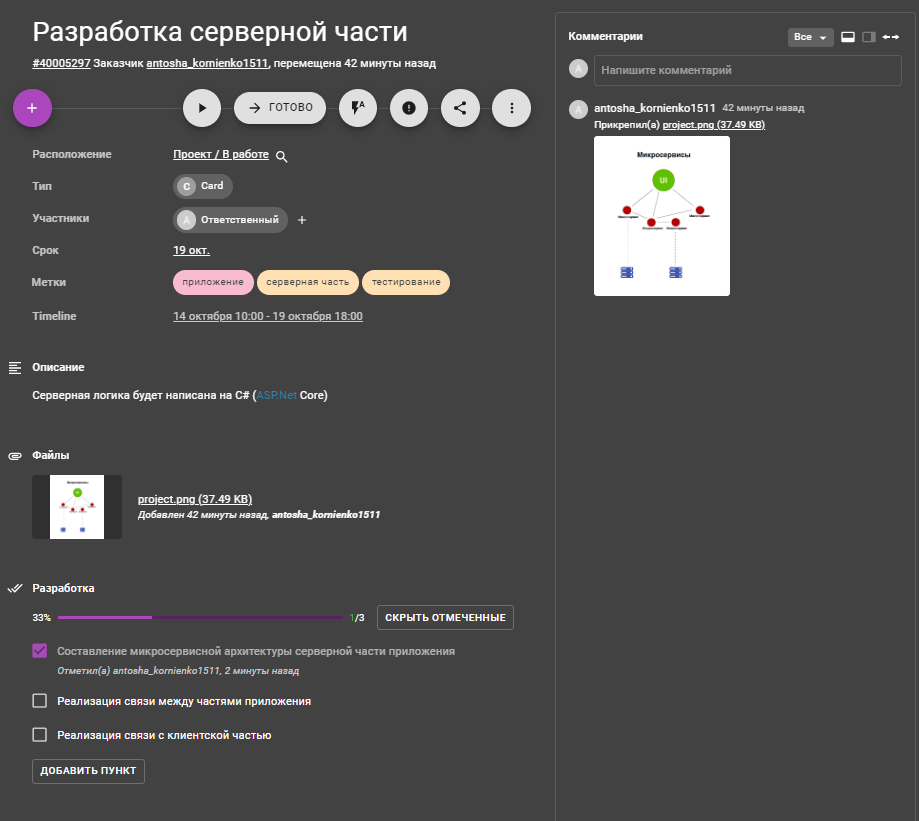 Разработка серверной части
#40005297 Заказчик antosha_kornienko1511, перемещена 42 минуты назад
ГОТОВО
Расположение Проект / В работе
Тип C Card
Участники A Ответственный +
Срок 19 окт.
Метки приложение серверная часть тестирование
Timeline 14 октября 10:00 - 19 октября 18:00
Описание
Серверная логика будет написана на C# (ASP.Net Core)
Файлы
project.png (37.49 KB)
Добавлен 42 минуты назад, antosha_kornienko1511
Разработка
33% 1/3 СКРЫТЬ ОТМЕЧЕННЫЕ
Составление микросервисной архитектуры серверной части приложения
Отметил(а) antosha_kornienko1511, 2 минуты назад
Реализация связи между частями приложения
Реализация связи с клиентской частью
ДОБАВИТЬ ПУНКТ
Комментарии Все
A Напишите комментарий
A antosha_kornienko1511 42 минуты назад
Прикрепил(а) project.png (37.49 KB)
Микросервисы
UI